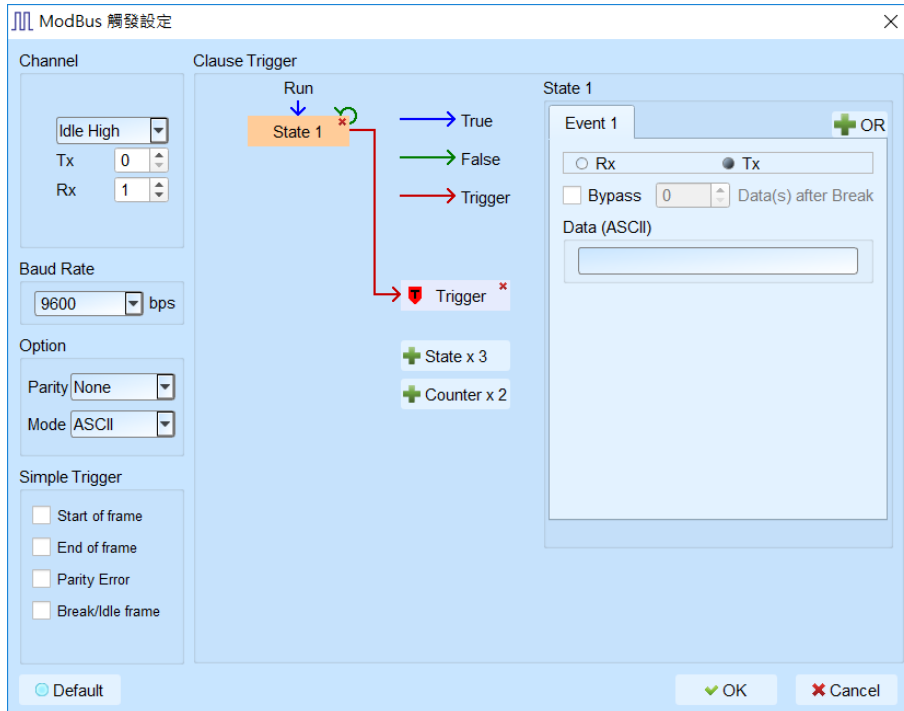 ModBus 觸發設定
Channel
Idle High
Tx 0
Rx 1
Baud Rate
9600 bps
Option
Parity None
Mode ASCII
Simple Trigger
Start of frame
End of frame
Parity Error
Break/Idle frame
Clause Trigger
Run
State 1
True
False
Trigger
T Trigger
State x 3
Counter x 2
State 1
Event 1
OR
Rx Tx
Bypass 0 Data(s) after Break
Data (ASCII)
Default
OK
Cancel